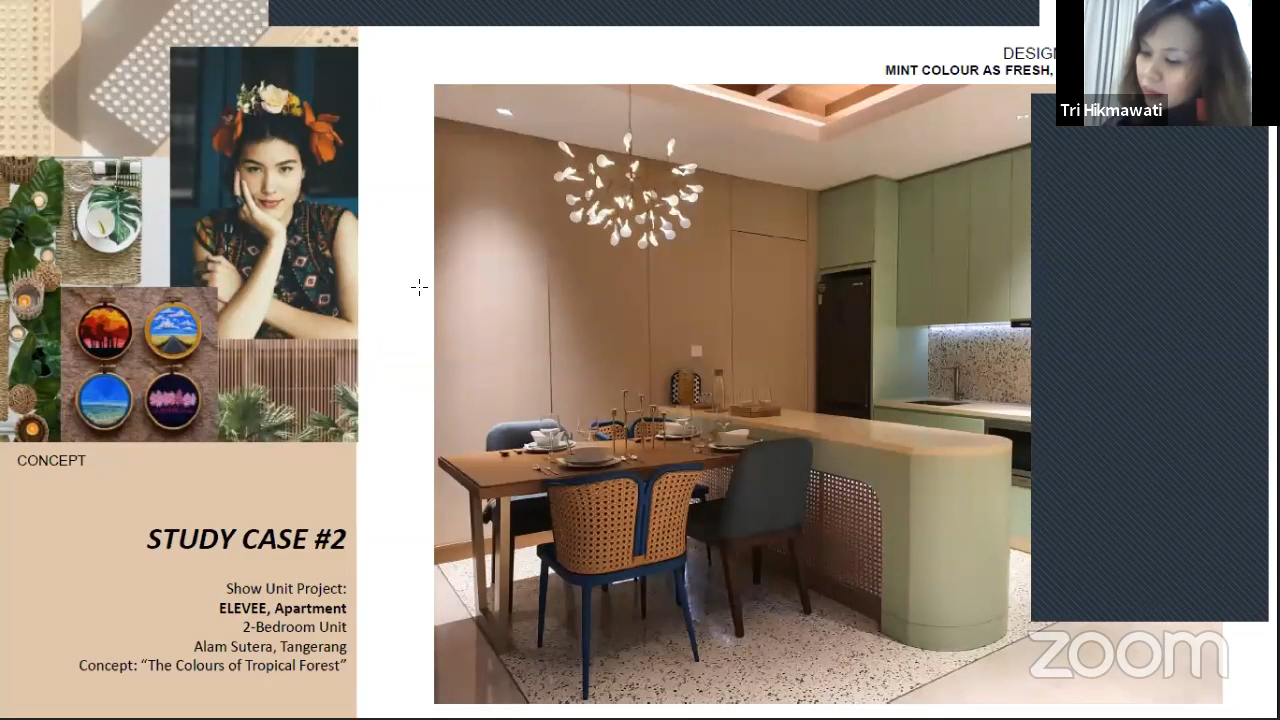 DESIGN
MINT COLOUR AS FRESH,
Tri Hikmawati
CONCEPT
STUDY CASE #2
Show Unit Project:
ELEVEE, Apartment
2-Bedroom Unit
Alam Sutera, Tangerang
Concept: “The Colours of Tropical Forest”
zoom